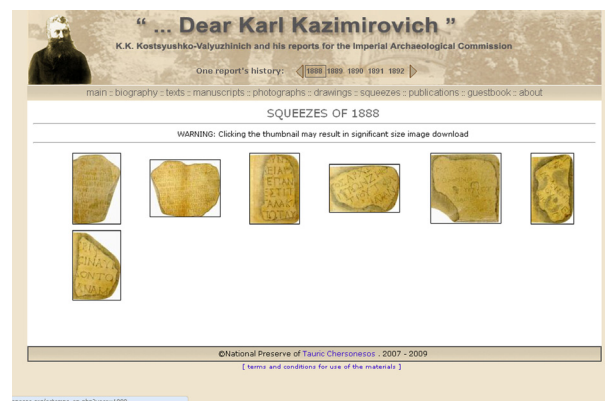 “ ... Dear Karl Kazimirovich ”
K.K. Kostsyushko-Valyuzhinich and his reports for the Imperial Archaeological Commission
One report's history: 1888 1889 1890 1891 1892
main :: biography :: texts :: manuscripts :: photographs :: drawings :: squeezes :: publications :: guestbook :: about
SQUEEZES OF 1888
WARNING: Clicking the thumbnail may result in significant size image download
©National Preserve of Tauric Chersonesos . 2007 - 2009
[ terms and conditions for use of the materials ]